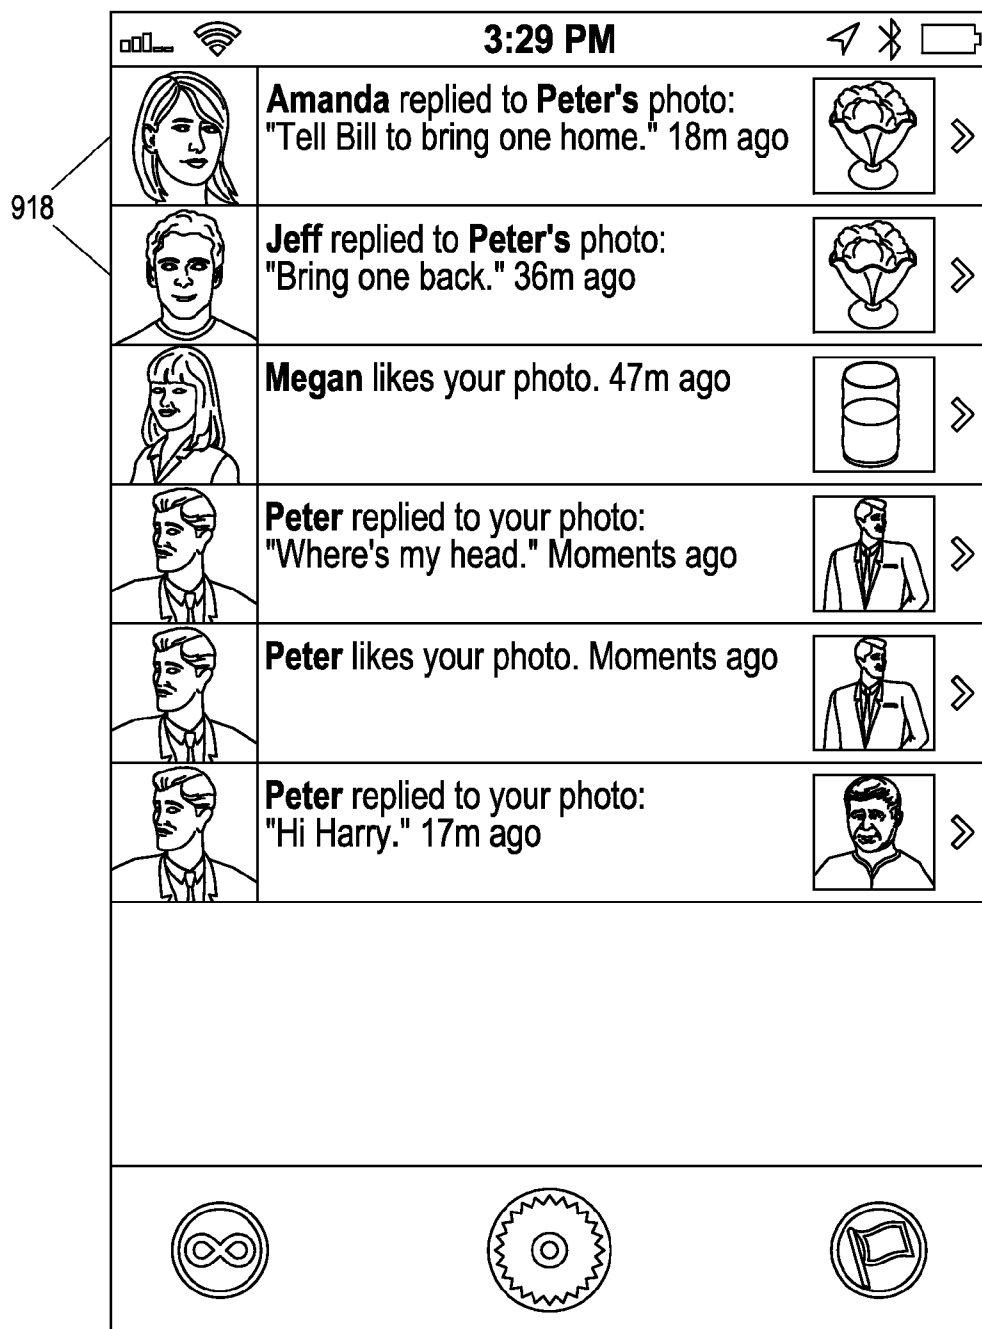 3:29 PM
Amanda replied to Peter's photo:
"Tell Bill to bring one home." 18m ago
918
Jeff replied to Peter's photo:
"Bring one back." 36m ago
Megan likes your photo. 47m ago
Peter replied to your photo:
"Where's my head." Moments ago
Peter likes your photo. Moments ago
Peter replied to your photo:
"Hi Harry." 17m ago